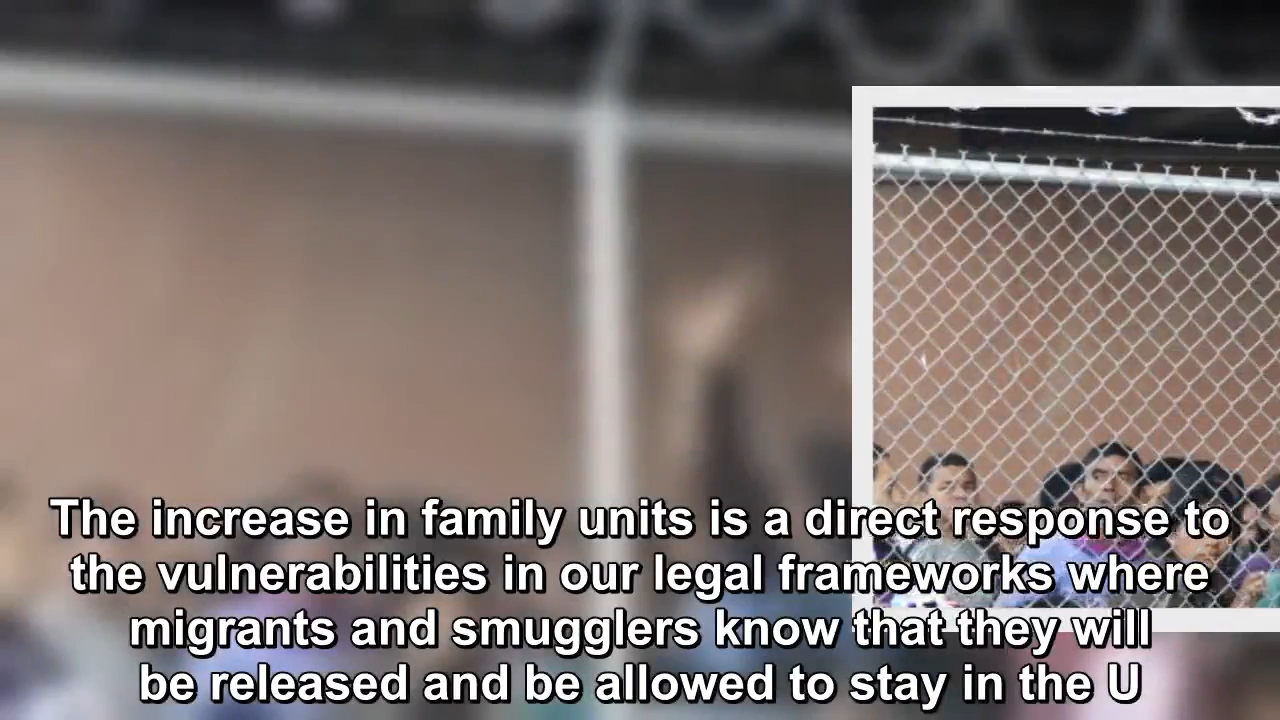 The increase in family units is a direct response to
the vulnerabilities in our legal frameworks where
migrants and smugglers know that they will
be released and be allowed to stay in the U